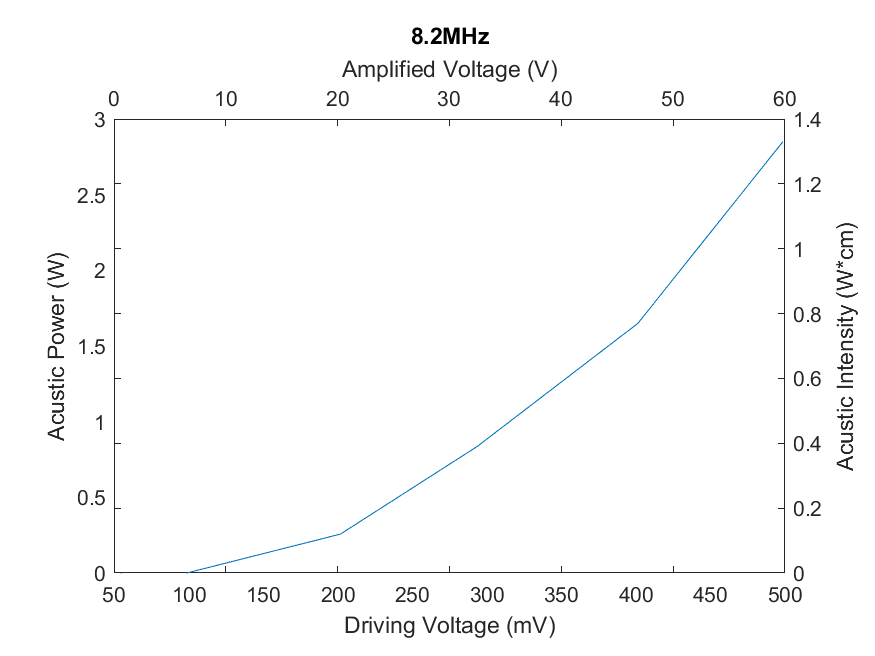 8.2MHz
Amplified Voltage (V)
0 10 20 30 40 50 60
3 1.4
2.5 1.2
2 1
1.5 0.8
1 0.6
0.5 0.4
0 0.2
0
Acustic Power (W)
Acustic Intensity (W*cm)
50 100 150 200 250 300 350 400 450 500
Driving Voltage (mV)